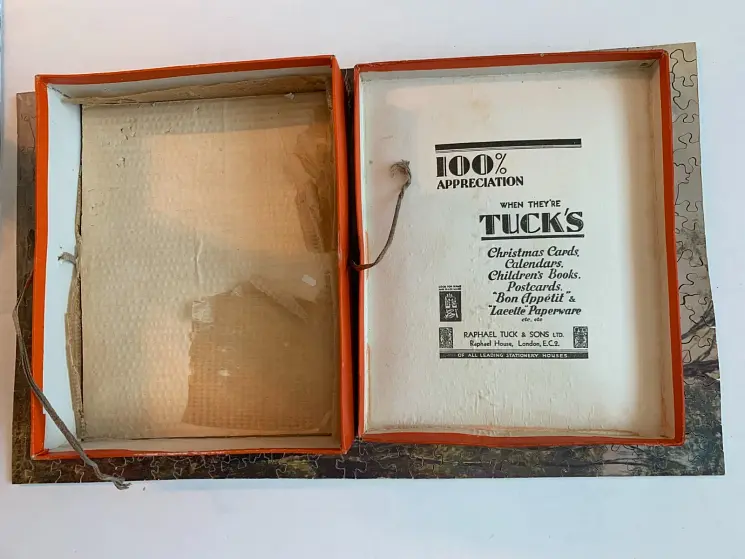 100%
APPRECIATION
WHEN THEY'RE
TUCK'S
Christmas Cards,
Calendars,
Children's Books,
Postcards,
"Bon Appétit" &
"Lacelle" Paperware
etc, etc
RAPHAEL TUCK & SONS LTD.
Raphael House, London, E.C.2.
OF ALL LEADING STATIONERY HOUSES